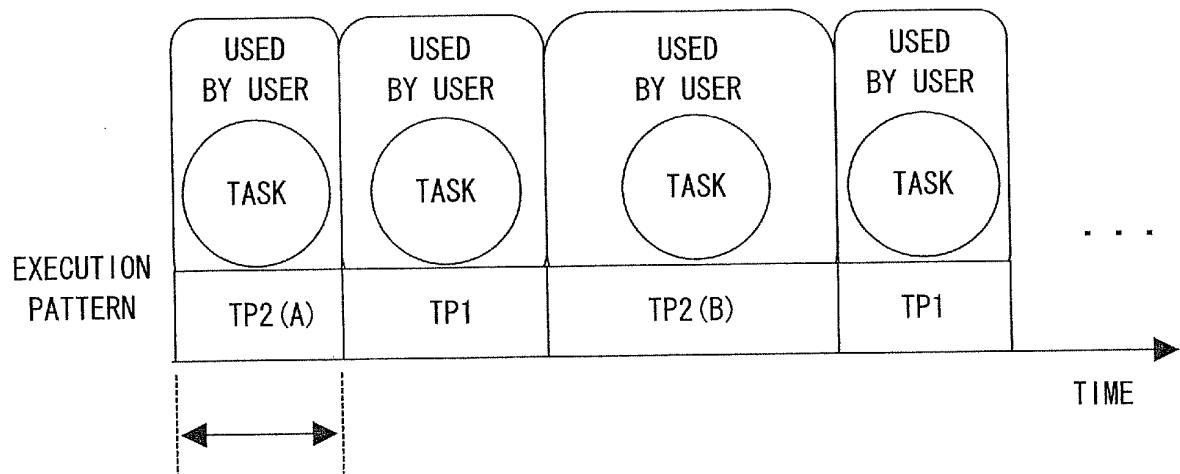 USED
BY USER
TASK
USED
BY USER
TASK
USED
BY USER
TASK
USED
BY USER
TASK
. . .
EXECUTION
PATTERN
TP2(A)
TP1
TP2(B)
TP1
TIME